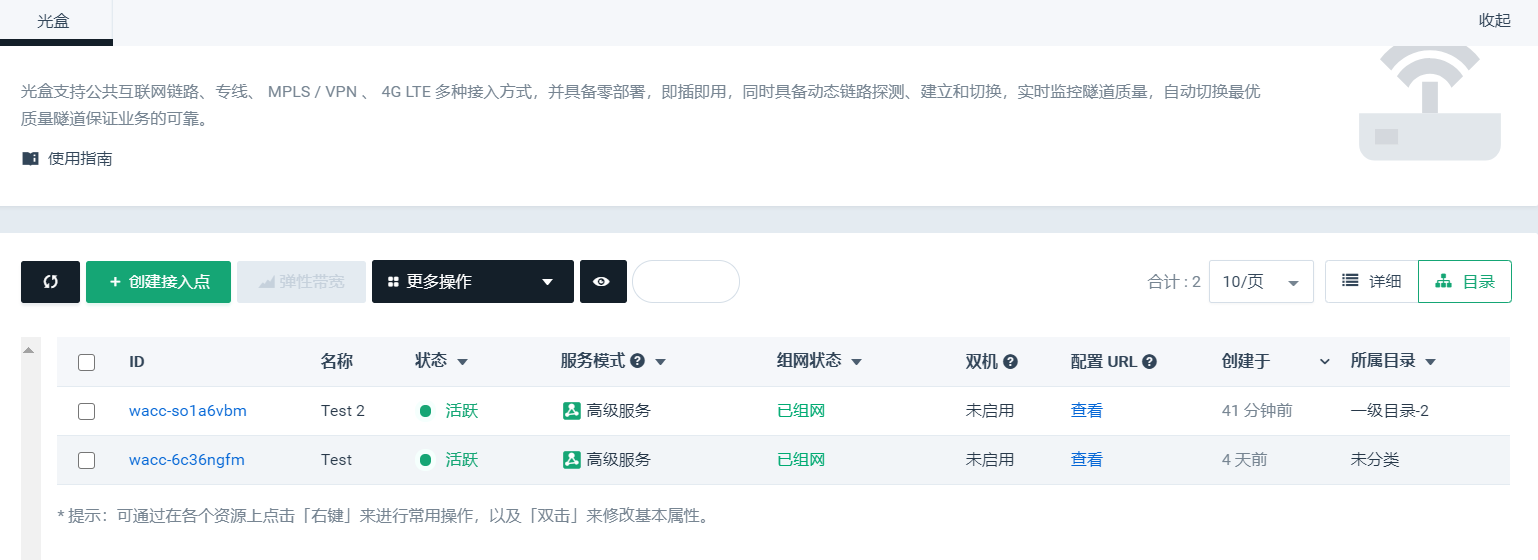 光盒
收起
光盒支持公共互联网链路、专线、 MPLS / VPN 、 4G LTE 多种接入方式，并具备零部署，即插即用，同时具备动态链路探测、建立和切换，实时监控隧道质量，自动切换最优
质量隧道保证业务的可靠。
使用指南
+ 创建接入点 弹性带宽 更多操作 合计 : 2 10/页 详细 目录
ID 名称 状态 服务模式 组网状态 双机 配置 URL 创建于 所属目录
wacc-so1a6vbm Test 2 活跃 高级服务 已组网 未启用 查看 41 分钟前 一级目录-2
wacc-6c36ngfm Test 活跃 高级服务 已组网 未启用 查看 4 天前 未分类
* 提示：可通过在各个资源上点击「右键」来进行常用操作，以及「双击」来修改基本属性。